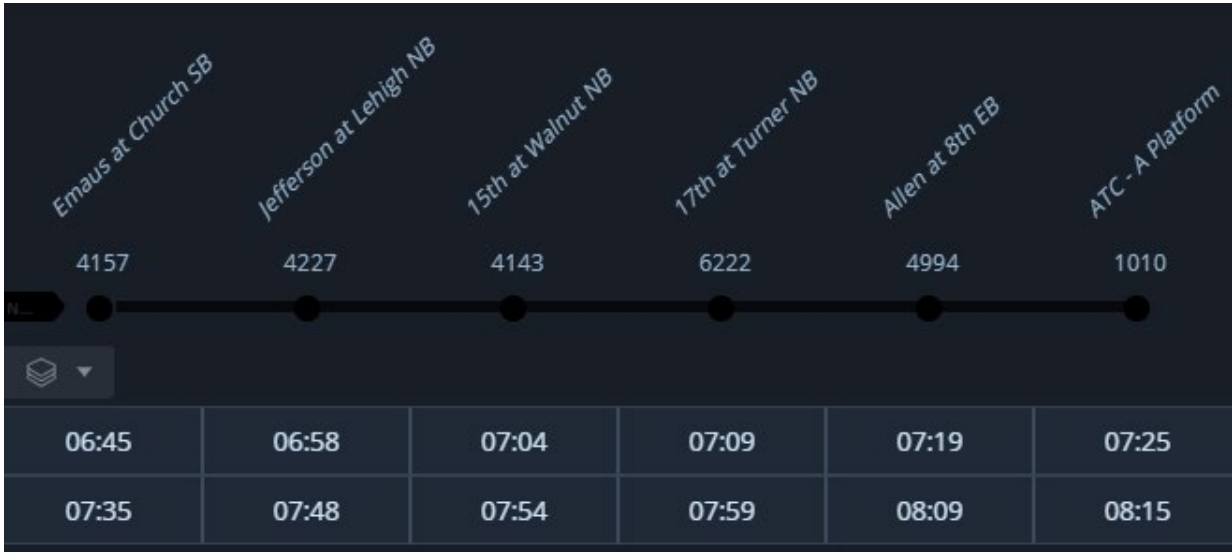 Emaus at Church SB
Jefferson at Lehigh NB
15th at Walnut NB
17th at Turner NB
Allen at 8th EB
ATC - A Platform
4157 4227 4143 6222 4994 1010
N...
06:45 06:58 07:04 07:09 07:19 07:25
07:35 07:48 07:54 07:59 08:09 08:15